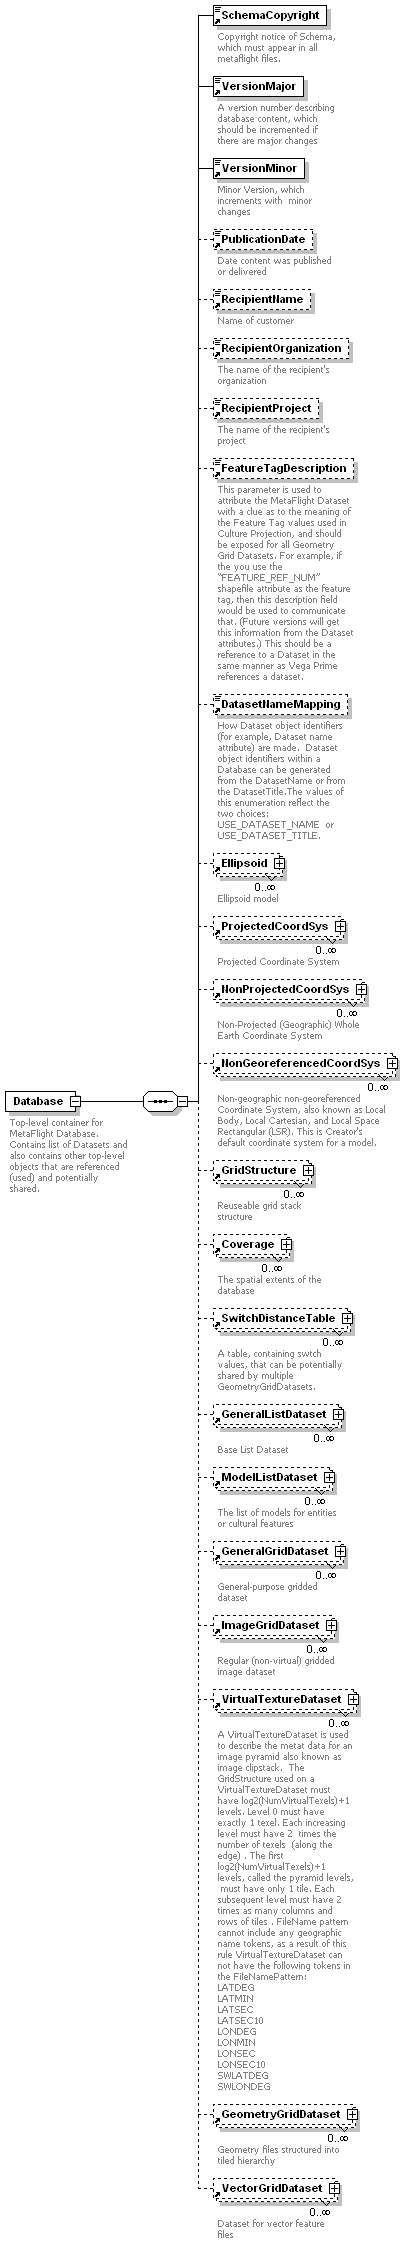 SchemaCopyright
Copyright notice of Schema,
which must appear in all
metaflight files.
VersionMajor
A version number describing
database content, which
should be incremented if
there are major changes
VersionMinor
Minor Version, which
increments with  minor
changes
PublicationDate
Date content was published
or delivered
RecipientName
Name of customer
RecipientOrganization
The name of the recipient's
organization
RecipientProject
The name of the recipient's
project
FeatureTagDescription
This parameter is used to
attribute the MetaFlight Dataset
with a clue as to the meaning of
the Feature Tag values used in
Culture Projection, and should
be exposed for all Geometry
Grid Datasets. For example, if
the you use the
"FEATURE_REF_NUM"
shapefile attribute as the feature
tag, then this description field
would be used to communicate
that. (Future versions will get
this information from the Dataset
attributes.) This should be a
reference to a Dataset in the
same manner as Vega Prime
references a dataset.
DatasetNameMapping
How Dataset object identifiers
(for example, Dataset name
attribute) are made.  Dataset
object identifiers within a
Database can be generated
from the DatasetName or from
the DatasetTitle.The values of
this enumeration reflect the
two choices:
USE_DATASET_NAME  or
USE_DATASET_TITLE.
Ellipsoid
0..∞
Ellipsoid model
ProjectedCoordSys
0..∞
Projected Coordinate System
NonProjectedCoordSys
0..∞
Non-Projected (Geographic) Whole
Earth Coordinate System
NonGeoreferencedCoordSys
0..∞
Non-geographic non-georeferenced
Coordinate System, also known as Local
Body, Local Cartesian, and Local Space
Rectangular (LSR). This is Creator's
default coordinate system for a model.
Database
Top-level container for
MetaFlight Database.
Contains list of Datasets and
also contains other top-level
objects that are referenced
(used) and potentially
shared.
GridStructure
0..∞
Reuseable grid stack
structure
Coverage
0..∞
The spatial extents of the
database
SwitchDistanceTable
0..∞
A table, containing swtch
values, that can be potentially
shared by multiple
GeometryGridDatasets.
GeneralListDataset
0..∞
Base List Dataset
ModelListDataset
0..∞
The list of models for entities
or cultural features
GeneralGridDataset
0..∞
General-purpose gridded
dataset
ImageGridDataset
0..∞
Regular (non-virtual) gridded
image dataset
VirtualTextureDataset
0..∞
A VirtualTextureDataset is used
to describe the metat data for an
image pyramid also known as
image clipstack.  The
GridStructure used on a
VirtualTextureDataset must
have log2(NumVirtualTexels)+1
levels. Level 0 must have
exactly 1 texel. Each increasing
level must have 2  times the
number of texels  (along the
edge) . The first
log2(NumVirtualTexels)+1
levels, called the pyramid levels,
must have only 1 tile. Each
subsequent level must have 2
times as many columns and
rows of tiles . FileName pattern
cannot include any geographic
name tokens, as a result of this
rule VirtualTextureDataset can
not have the following tokens in
the FileNamePattern:
LATDEG
LATMIN
LATSEC
LATSEC10
LONDEG
LONMIN
LONSEC
LONSEC10
SWLATDEG
SWLONDEG
GeometryGridDataset
0..∞
Geometry files structured into
tiled hierarchy
VectorGridDataset
0..∞
Dataset for vector feature
files